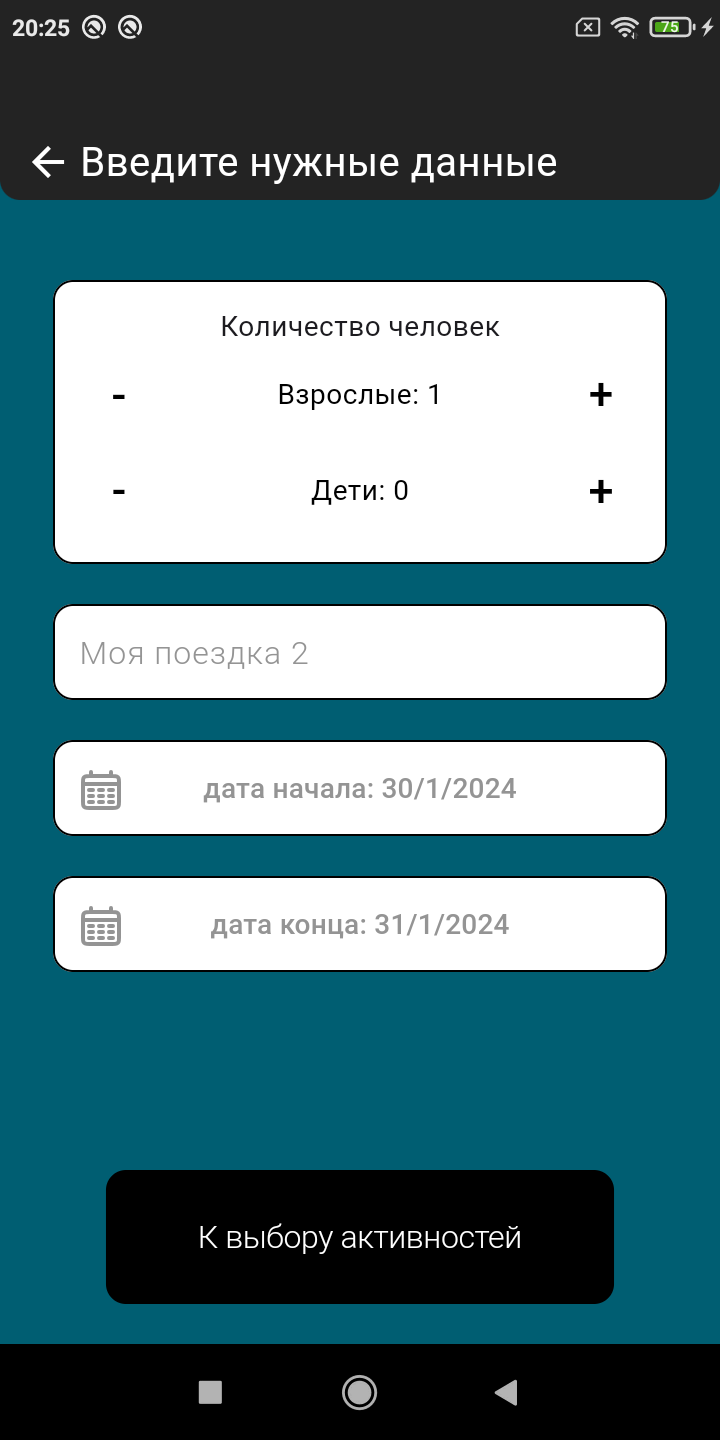 20:25
75
Введите нужные данные
Количество человек
- Взрослые: 1 +
- Дети: 0 +
Моя поездка 2
дата начала: 30/1/2024
дата конца: 31/1/2024
К выбору активностей